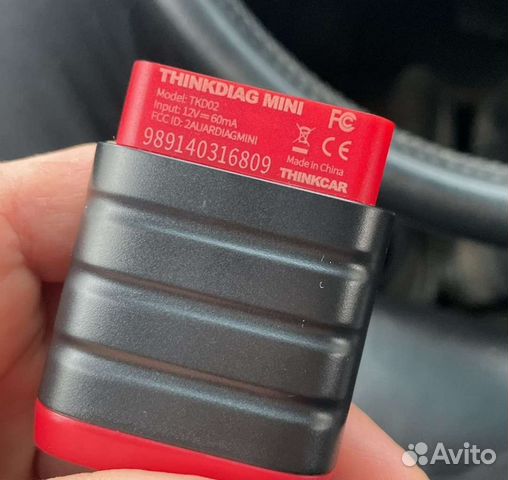 THINKDIAG MINI
Model: TKD02
Input: 12V⎓60mA
FCC ID: 2AUARDIAGMINI
989140316809
FC
CE
Made in China
THINKCAR
Avito